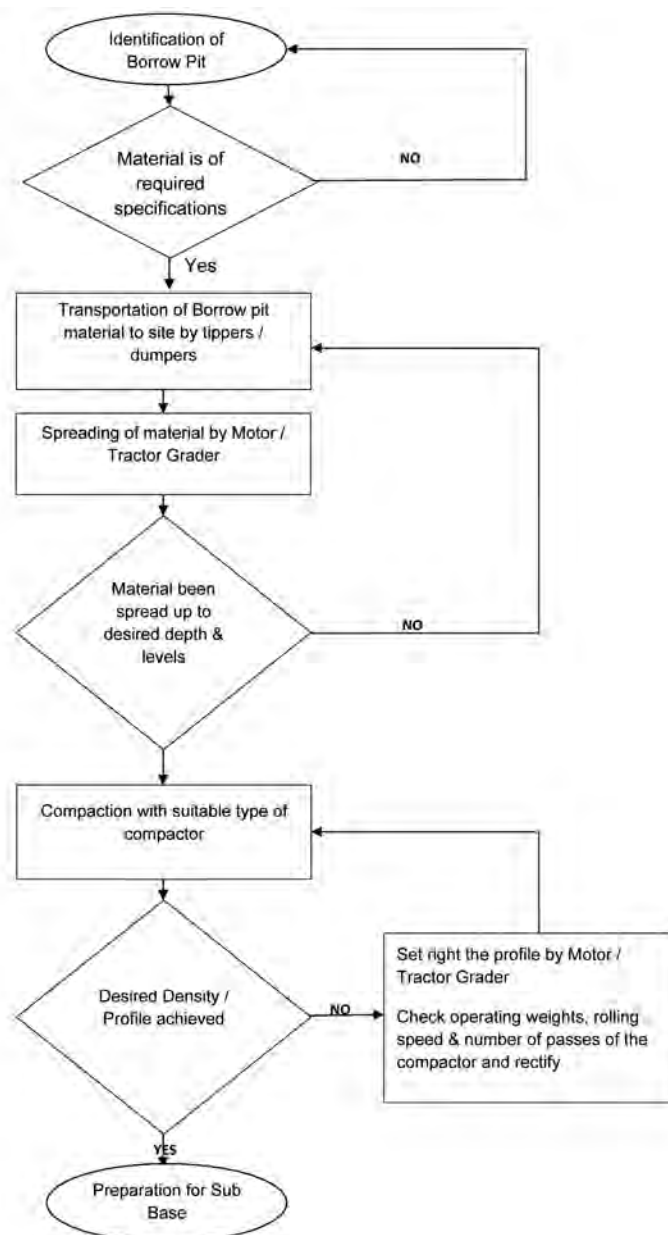 Identification of
Borrow Pit
NO
Material is of
required
specifications
Yes
Transportation of Borrow pit
material to site by tippers /
dumpers
Spreading of material by Motor /
Tractor Grader
Material been
spread up to
desired depth &
levels
NO
Compaction with suitable type of
compactor
Desired Density /
Profile achieved
NO
Set right the profile by Motor /
Tractor Grader
Check operating weights, rolling
speed & number of passes of the
compactor and rectify
YES
Preparation for Sub
Base